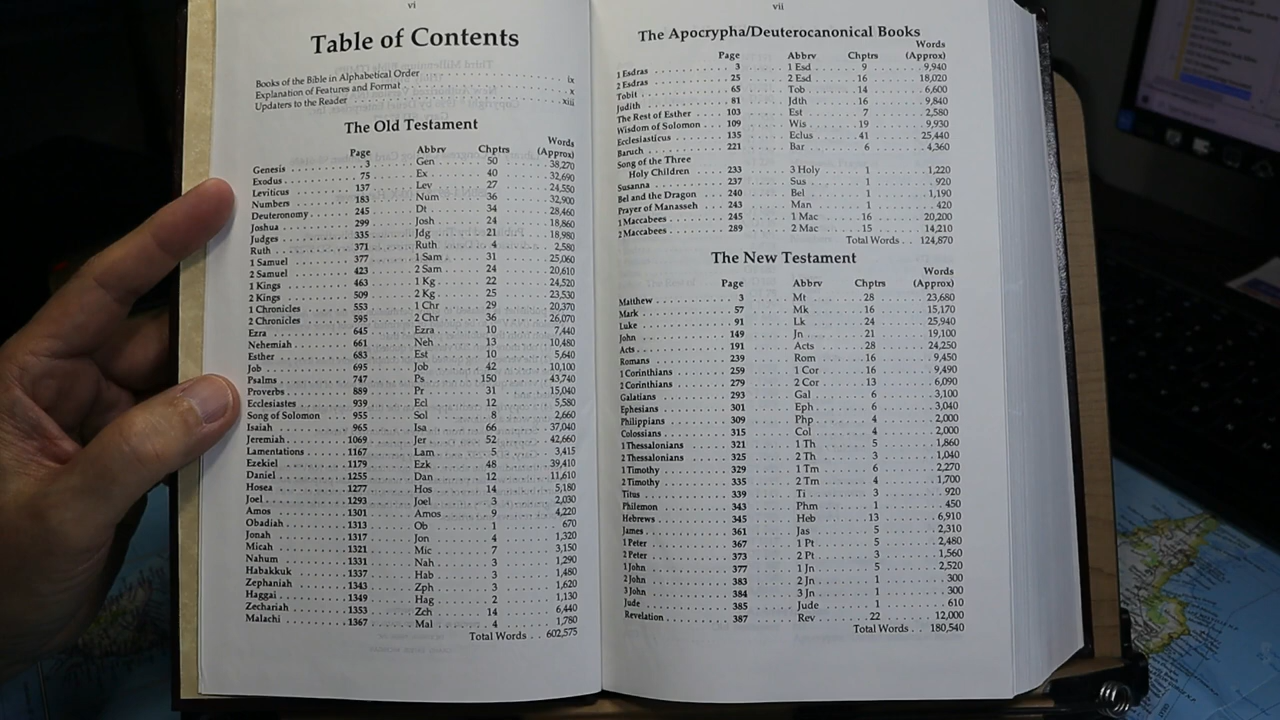 vi
Table of Contents
Books of the Bible in Alphabetical Order . . . ix
Explanation of Features and Format . . . x
Updaters to the Reader . . . xiii
The Old Testament
Page Abbrv Chptrs Words (Approx)
Genesis . . . 3 . . . Gen . . . 50 . . . 38,270
Exodus . . . 75 . . . Ex . . . 40 . . . 32,690
Leviticus . . . 137 . . . Lev . . . 27 . . . 24,550
Numbers . . . 183 . . . Num . . . 36 . . . 32,900
Deuteronomy . . . 245 . . . Dt . . . 34 . . . 28,460
Joshua . . . 299 . . . Josh . . . 24 . . . 18,860
Judges . . . 335 . . . Jdg . . . 21 . . . 18,980
Ruth . . . 371 . . . Ruth . . . 4 . . . 2,580
1 Samuel . . . 377 . . . 1 Sam . . . 31 . . . 25,060
2 Samuel . . . 423 . . . 2 Sam . . . 24 . . . 20,610
1 Kings . . . 463 . . . 1 Kg . . . 22 . . . 24,520
2 Kings . . . 509 . . . 2 Kg . . . 25 . . . 23,530
1 Chronicles . . . 553 . . . 1 Chr . . . 29 . . . 20,370
2 Chronicles . . . 595 . . . 2 Chr . . . 36 . . . 26,070
Ezra . . . 645 . . . Ezra . . . 10 . . . 7,440
Nehemiah . . . 661 . . . Neh . . . 13 . . . 10,480
Esther . . . 683 . . . Est . . . 10 . . . 5,640
Job . . . 695 . . . Job . . . 42 . . . 10,100
Psalms . . . 747 . . . Ps . . . 150 . . . 43,740
Proverbs . . . 889 . . . Pr . . . 31 . . . 15,040
Ecclesiastes . . . 939 . . . Ecl . . . 12 . . . 5,580
Song of Solomon . . . 955 . . . Sol . . . 8 . . . 2,660
Isaiah . . . 965 . . . Isa . . . 66 . . . 37,040
Jeremiah . . . 1069 . . . Jer . . . 52 . . . 42,660
Lamentations . . . 1167 . . . Lam . . . 5 . . . 3,415
Ezekiel . . . 1179 . . . Ezk . . . 48 . . . 39,410
Daniel . . . 1255 . . . Dan . . . 12 . . . 11,610
Hosea . . . 1277 . . . Hos . . . 14 . . . 5,180
Joel . . . 1293 . . . Joel . . . 3 . . . 2,030
Amos . . . 1301 . . . Amos . . . 9 . . . 4,220
Obadiah . . . 1313 . . . Ob . . . 1 . . . 670
Jonah . . . 1317 . . . Jon . . . 4 . . . 1,320
Micah . . . 1321 . . . Mic . . . 7 . . . 3,150
Nahum . . . 1331 . . . Nah . . . 3 . . . 1,290
Habakkuk . . . 1337 . . . Hab . . . 3 . . . 1,480
Zephaniah . . . 1343 . . . Zph . . . 3 . . . 1,620
Haggai . . . 1349 . . . Hag . . . 2 . . . 1,130
Zechariah . . . 1353 . . . Zch . . . 14 . . . 6,440
Malachi . . . 1367 . . . Mal . . . 4 . . . 1,780
Total Words . . 602,575
vii
The Apocrypha/Deuterocanonical Books
Page Abbrv Chptrs Words (Approx)
1 Esdras . . . 3 . . . 1 Esd . . . 9 . . . 9,940
2 Esdras . . . 25 . . . 2 Esd . . . 16 . . . 18,020
Tobit . . . 65 . . . Tob . . . 14 . . . 6,600
Judith . . . 81 . . . Jdth . . . 16 . . . 9,840
The Rest of Esther . . . 103 . . . Est . . . 7 . . . 2,580
Wisdom of Solomon . . . 109 . . . Wis . . . 19 . . . 9,930
Ecclesiasticus . . . 135 . . . Eclus . . . 41 . . . 25,440
Baruch . . . 221 . . . Bar . . . 6 . . . 4,360
Song of the Three
Holy Children . . . 233 . . . 3 Holy . . . 1 . . . 1,220
Susanna . . . 237 . . . Sus . . . 1 . . . 920
Bel and the Dragon . . . 240 . . . Bel . . . 1 . . . 1,190
Prayer of Manasseh . . . 243 . . . Man . . . 1 . . . 420
1 Maccabees . . . 245 . . . 1 Mac . . . 16 . . . 20,200
2 Maccabees . . . 289 . . . 2 Mac . . . 15 . . . 14,210
Total Words . . 124,870
The New Testament
Page Abbrv Chptrs Words (Approx)
Matthew . . . 3 . . . Mt . . . 28 . . . 23,680
Mark . . . 57 . . . Mk . . . 16 . . . 15,170
Luke . . . 91 . . . Lk . . . 24 . . . 25,940
John . . . 149 . . . Jn . . . 21 . . . 19,100
Acts . . . 191 . . . Acts . . . 28 . . . 24,250
Romans . . . 239 . . . Rom . . . 16 . . . 9,450
1 Corinthians . . . 259 . . . 1 Cor . . . 16 . . . 9,490
2 Corinthians . . . 279 . . . 2 Cor . . . 13 . . . 6,090
Galatians . . . 293 . . . Gal . . . 6 . . . 3,100
Ephesians . . . 301 . . . Eph . . . 6 . . . 3,040
Philippians . . . 309 . . . Php . . . 4 . . . 2,000
Colossians . . . 315 . . . Col . . . 4 . . . 2,000
1 Thessalonians . . . 321 . . . 1 Th . . . 5 . . . 1,860
2 Thessalonians . . . 325 . . . 2 Th . . . 3 . . . 1,040
1 Timothy . . . 329 . . . 1 Tm . . . 6 . . . 2,270
2 Timothy . . . 335 . . . 2 Tm . . . 4 . . . 1,700
Titus . . . 339 . . . Ti . . . 3 . . . 920
Philemon . . . 343 . . . Phm . . . 1 . . . 450
Hebrews . . . 345 . . . Heb . . . 13 . . . 6,910
James . . . 361 . . . Jas . . . 5 . . . 2,310
1 Peter . . . 367 . . . 1 Pt . . . 5 . . . 2,480
2 Peter . . . 373 . . . 2 Pt . . . 3 . . . 1,560
1 John . . . 377 . . . 1 Jn . . . 5 . . . 2,520
2 John . . . 383 . . . 2 Jn . . . 1 . . . 300
3 John . . . 384 . . . 3 Jn . . . 1 . . . 300
Jude . . . 385 . . . Jude . . . 1 . . . 610
Revelation . . . 387 . . . Rev . . . 22 . . . 12,000
Total Words . . 180,540